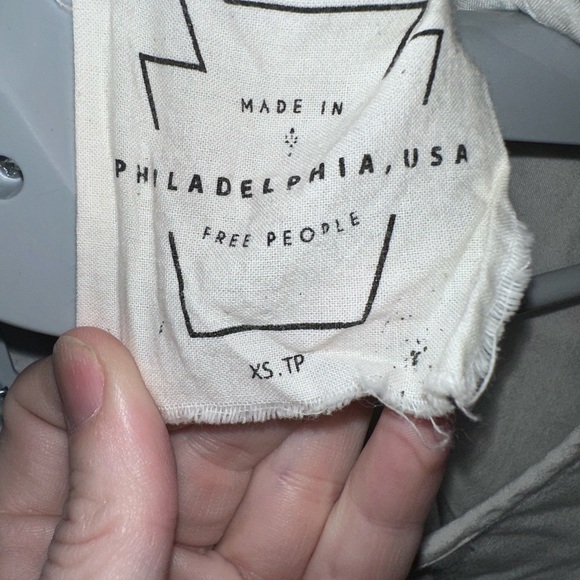 MADE IN
PHILADELPHIA, USA
FREE PEOPLE
XS.TP